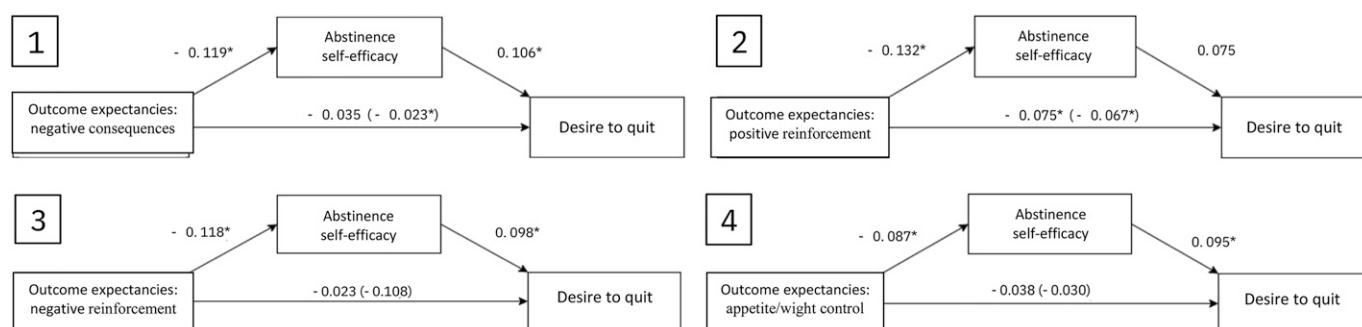 1
- 0.119*
Abstinence
self-efficacy
0.106*
Outcome expectancies:
negative consequences
- 0.035 (- 0.023*)
Desire to quit
2
- 0.132*
Abstinence
self-efficacy
0.075
Outcome expectancies:
positive reinforcement
- 0.075* (- 0.067*)
Desire to quit
3
- 0.118*
Abstinence
self-efficacy
0.098*
Outcome expectancies:
negative reinforcement
- 0.023 (- 0.108)
Desire to quit
4
- 0.087*
Abstinence
self-efficacy
0.095*
Outcome expectancies:
appetite/wight control
- 0.038 (- 0.030)
Desire to quit